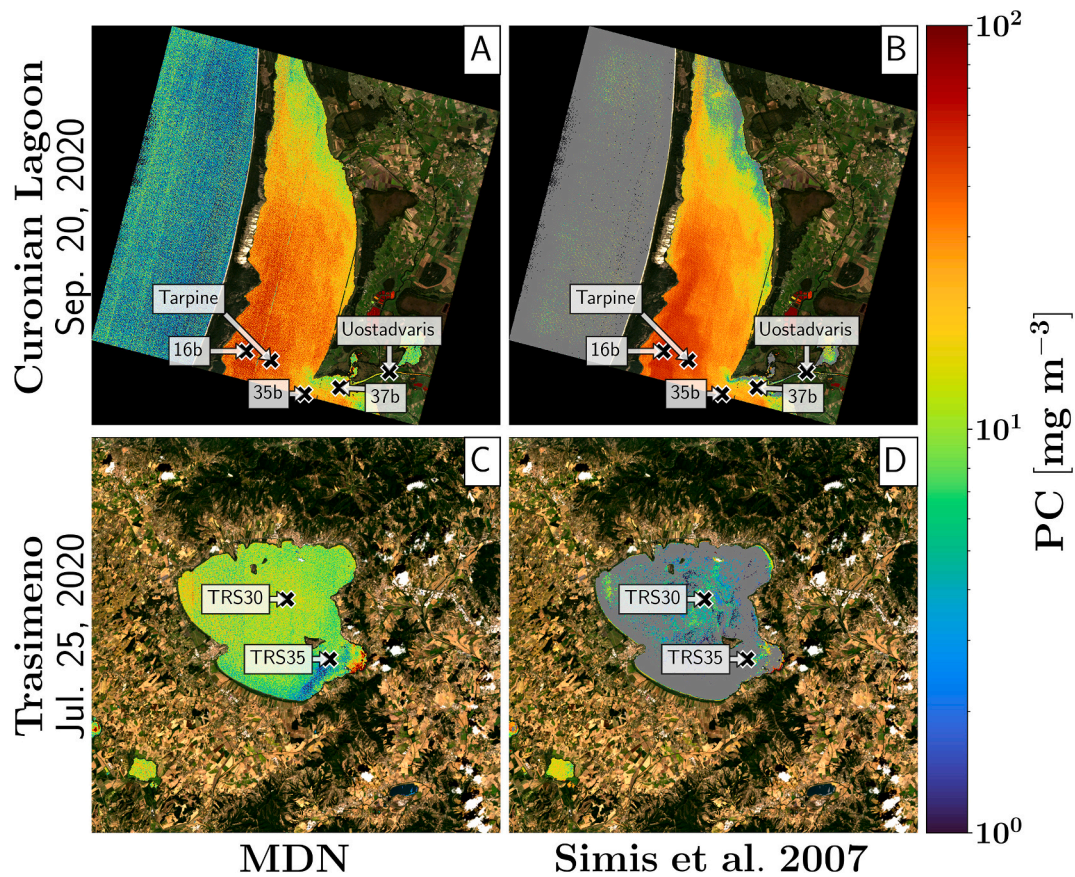 A
B
Curonian Lagoon
Sep. 20, 2020
Tarpine
16b
35b
Uostadvaris
37b
Tarpine
16b
35b
Uostadvaris
37b
C
D
Trasimeno
Jul. 25, 2020
TRS30
TRS35
TRS30
TRS35
MDN
Simis et al. 2007
10²
10¹
10⁰
PC [mg m⁻³]